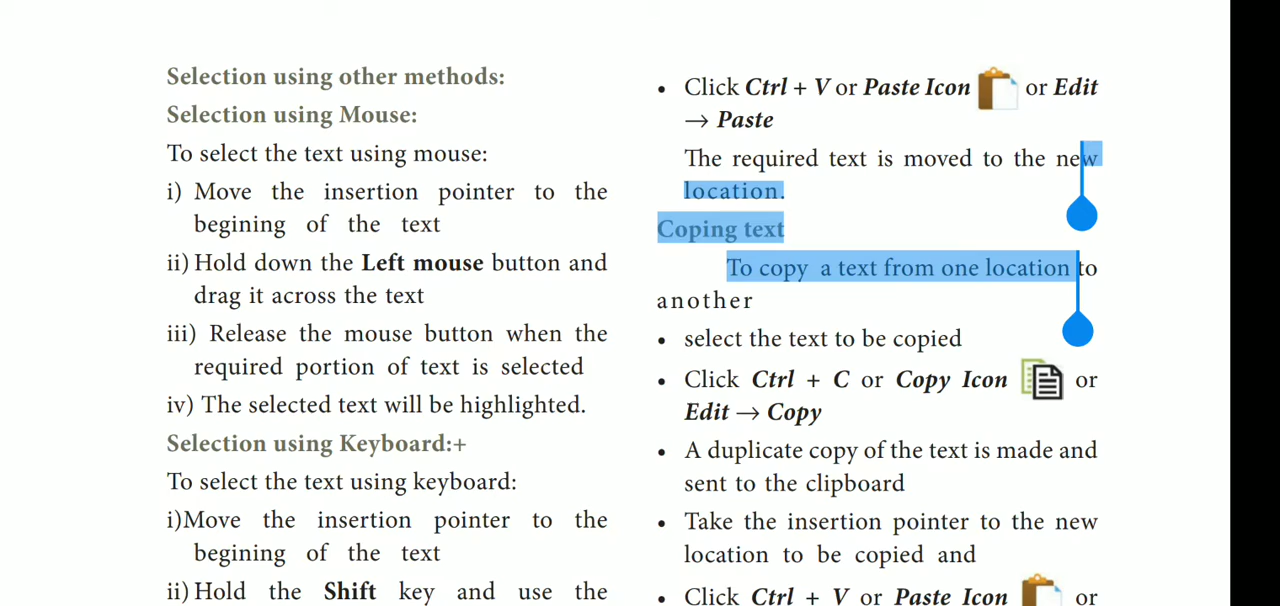 Selection using other methods:
Selection using Mouse:
To select the text using mouse:
i) Move the insertion pointer to the
begining of the text
ii) Hold down the Left mouse button and
drag it across the text
iii) Release the mouse button when the
required portion of text is selected
iv) The selected text will be highlighted.
Selection using Keyboard:+
To select the text using keyboard:
i)Move the insertion pointer to the
begining of the text
ii) Hold the Shift key and use the
• Click Ctrl + V or Paste Icon or Edit
→ Paste
The required text is moved to the new
location.
Coping text
To copy a text from one location to
another
• select the text to be copied
• Click Ctrl + C or Copy Icon or
Edit → Copy
• A duplicate copy of the text is made and
sent to the clipboard
• Take the insertion pointer to the new
location to be copied and
• Click Ctrl + V or Paste Icon or